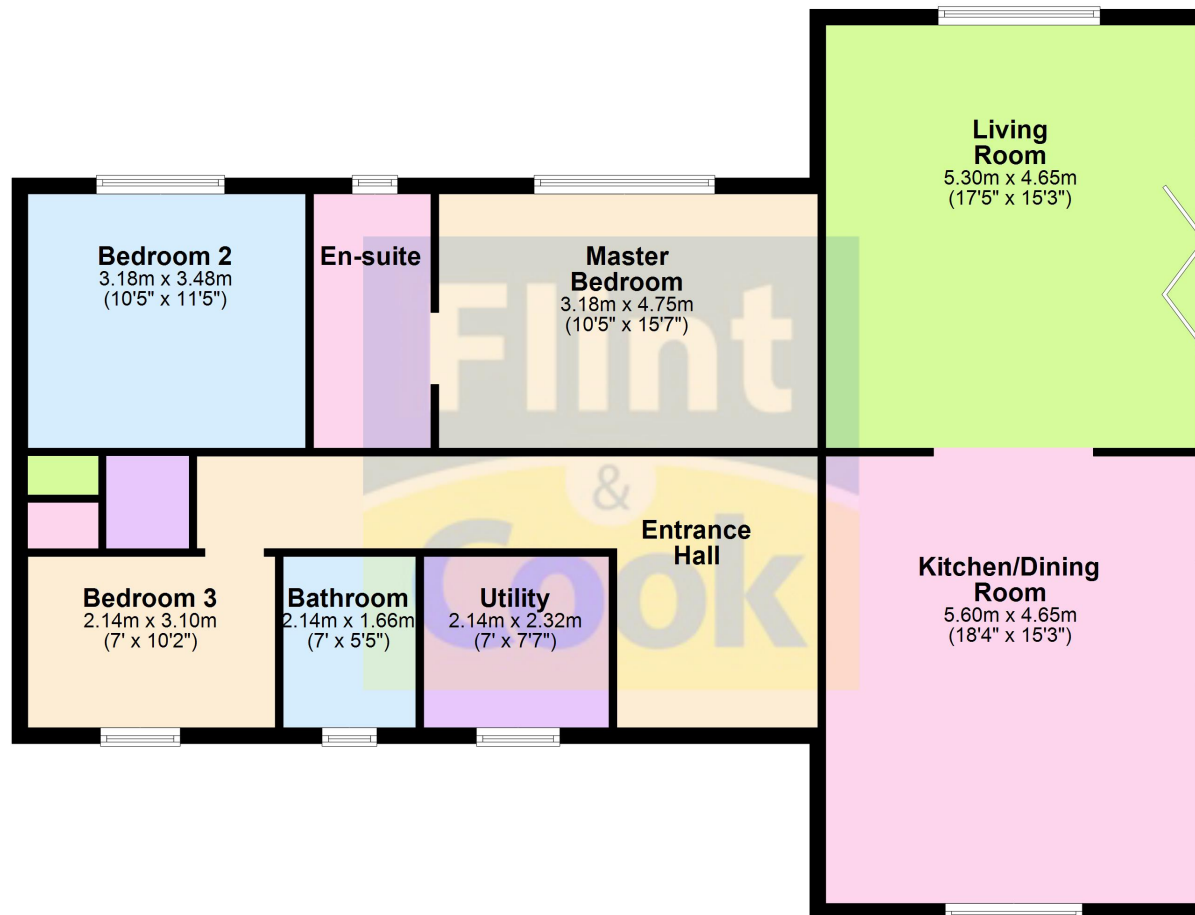 Living
Room
5.30m x 4.65m
(17'5" x 15'3")
Bedroom 2
3.18m x 3.48m
(10'5" x 11'5")
En-suite
Master
Bedroom
3.18m x 4.75m
(10'5" x 15'7")
Flint
&
Cook
Entrance
Hall
Kitchen/Dining
Room
5.60m x 4.65m
(18'4" x 15'3")
Bedroom 3
2.14m x 3.10m
(7' x 10'2")
Bathroom
2.14m x 1.66m
(7' x 5'5")
Utility
2.14m x 2.32m
(7' x 7'7")